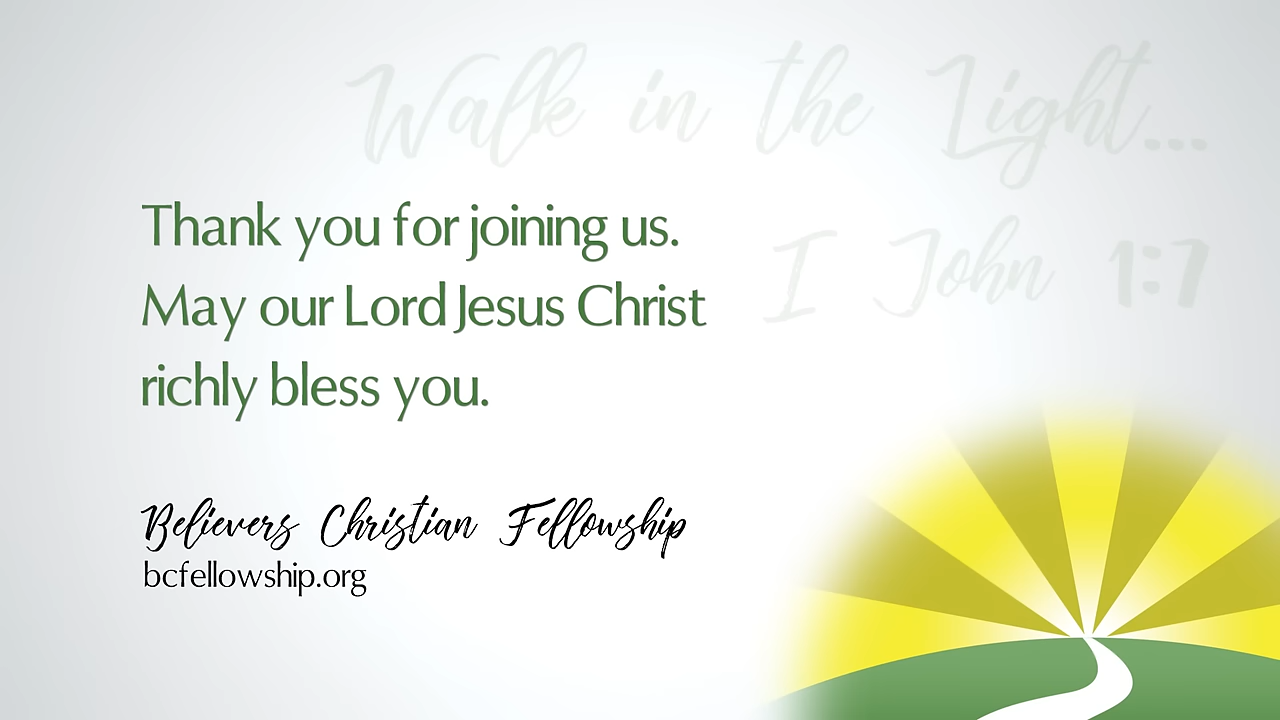 Walk in the Light...
I John 1:7
Thank you for joining us.
May our Lord Jesus Christ
richly bless you.
Believers Christian Fellowship
bcfellowship.org